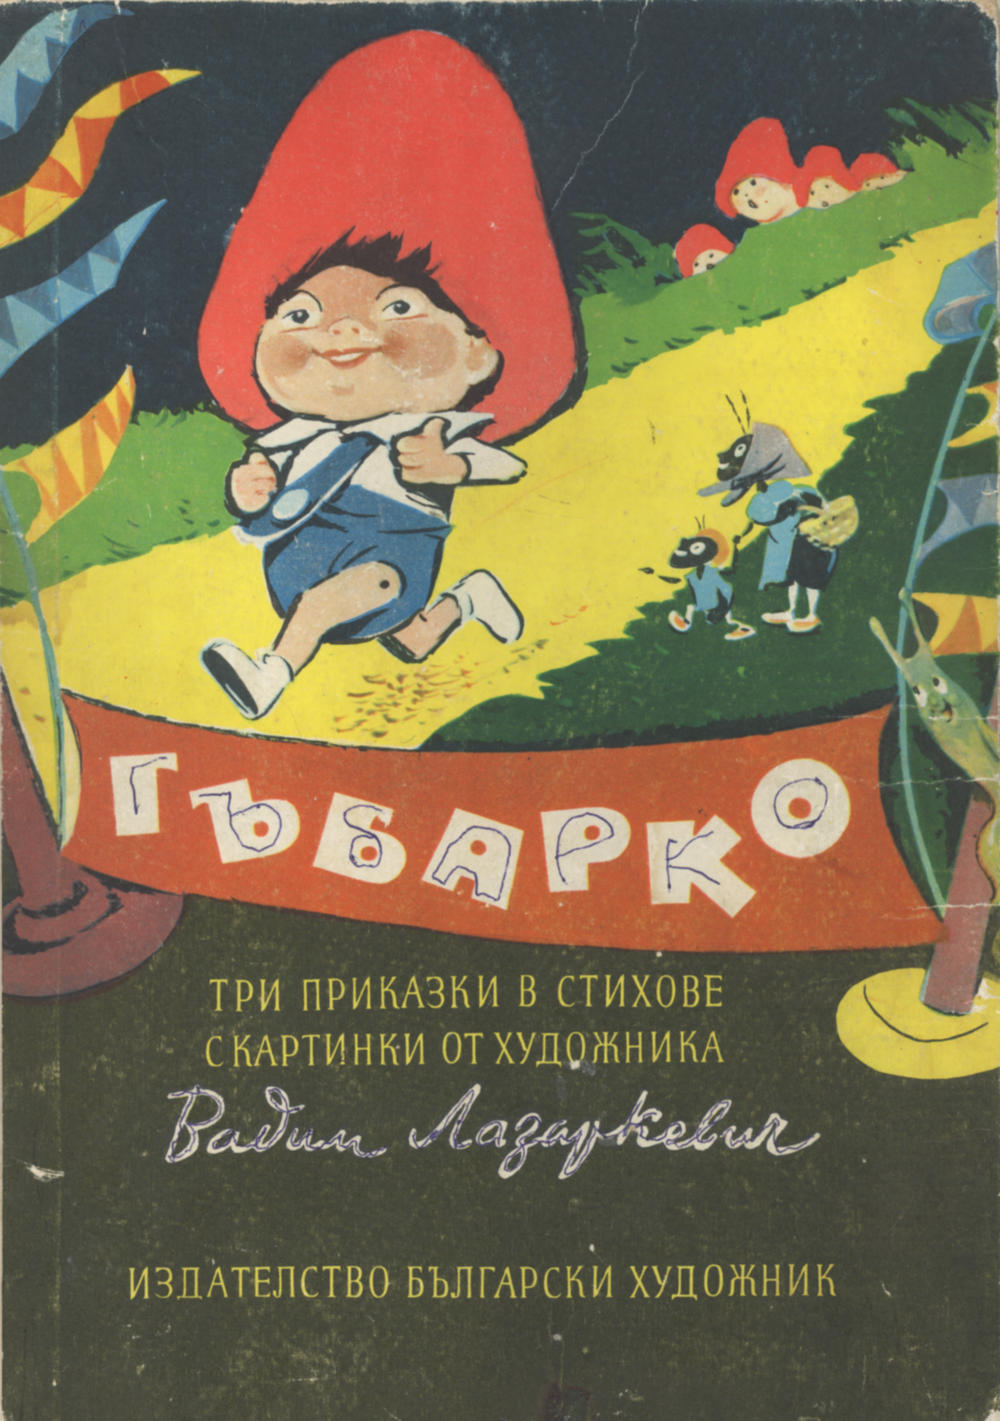 ГЪБАРКО
ТРИ ПРИКАЗКИ В СТИХОВЕ
С КАРТИНКИ ОТ ХУДОЖНИКА
Вадим Лазаркевич
ИЗДАТЕЛСТВО БЪЛГАРСКИ ХУДОЖНИК